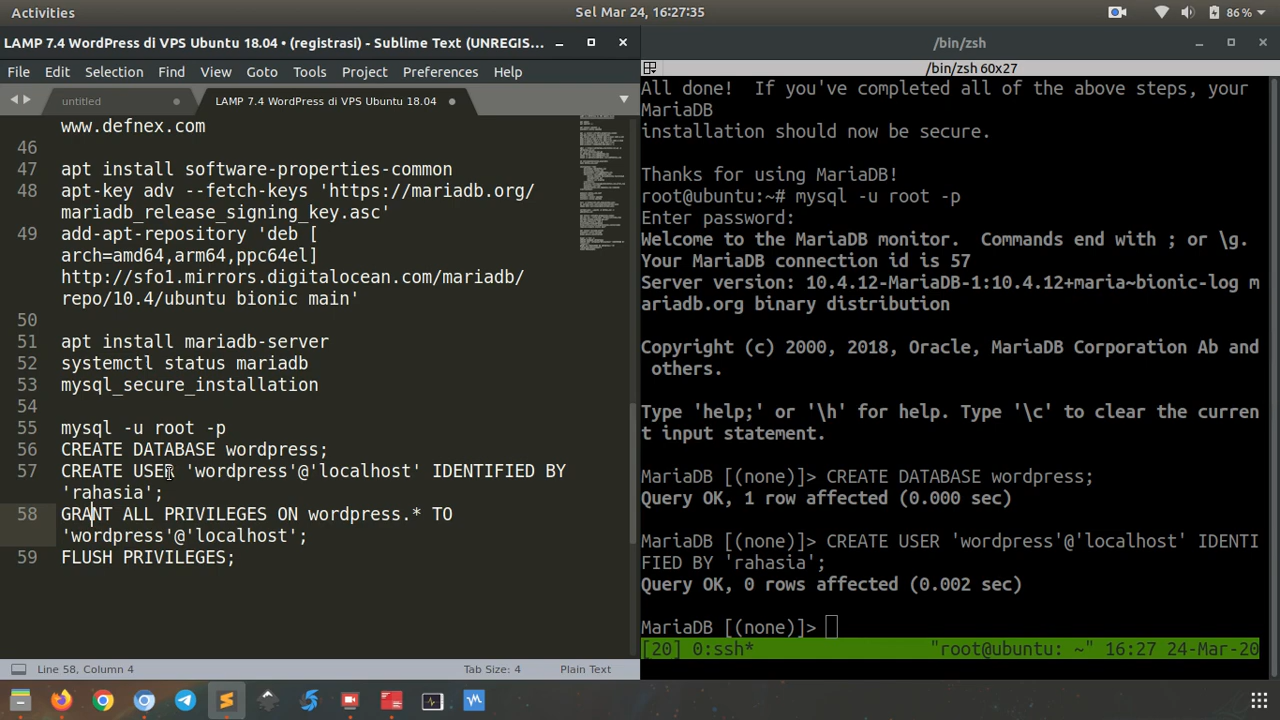 Activities
Sel Mar 24, 16:27:35
86 %
LAMP 7.4 WordPress di VPS Ubuntu 18.04 • (registrasi) - Sublime Text (UNREGIS...
File Edit Selection Find View Goto Tools Project Preferences Help
untitled
LAMP 7.4 WordPress di VPS Ubuntu 18.04
www.defnex.com
46
47 apt install software-properties-common
48 apt-key adv --fetch-keys 'https://mariadb.org/
mariadb_release_signing_key.asc'
49 add-apt-repository 'deb [
arch=amd64,arm64,ppc64el]
http://sfo1.mirrors.digitalocean.com/mariadb/
repo/10.4/ubuntu bionic main'
50
51 apt install mariadb-server
52 systemctl status mariadb
53 mysql_secure_installation
54
55 mysql -u root -p
56 CREATE DATABASE wordpress;
57 CREATE USER 'wordpress'@'localhost' IDENTIFIED BY
'rahasia';
58 GRANT ALL PRIVILEGES ON wordpress.* TO
'wordpress'@'localhost';
59 FLUSH PRIVILEGES;
Line 58, Column 4
Tab Size: 4
Plain Text
/bin/zsh
/bin/zsh 60x27
All done!  If you've completed all of the above steps, your
MariaDB
installation should now be secure.
Thanks for using MariaDB!
root@ubuntu:~# mysql -u root -p
Enter password:
Welcome to the MariaDB monitor.  Commands end with ; or \g.
Your MariaDB connection id is 57
Server version: 10.4.12-MariaDB-1:10.4.12+maria~bionic-log m
ariadb.org binary distribution
Copyright (c) 2000, 2018, Oracle, MariaDB Corporation Ab and
others.
Type 'help;' or '\h' for help. Type '\c' to clear the curren
t input statement.
MariaDB [(none)]> CREATE DATABASE wordpress;
Query OK, 1 row affected (0.000 sec)
MariaDB [(none)]> CREATE USER 'wordpress'@'localhost' IDENTI
FIED BY 'rahasia';
Query OK, 0 rows affected (0.002 sec)
MariaDB [(none)]>
[20] 0:ssh*
"root@ubuntu: ~" 16:27 24-Mar-20